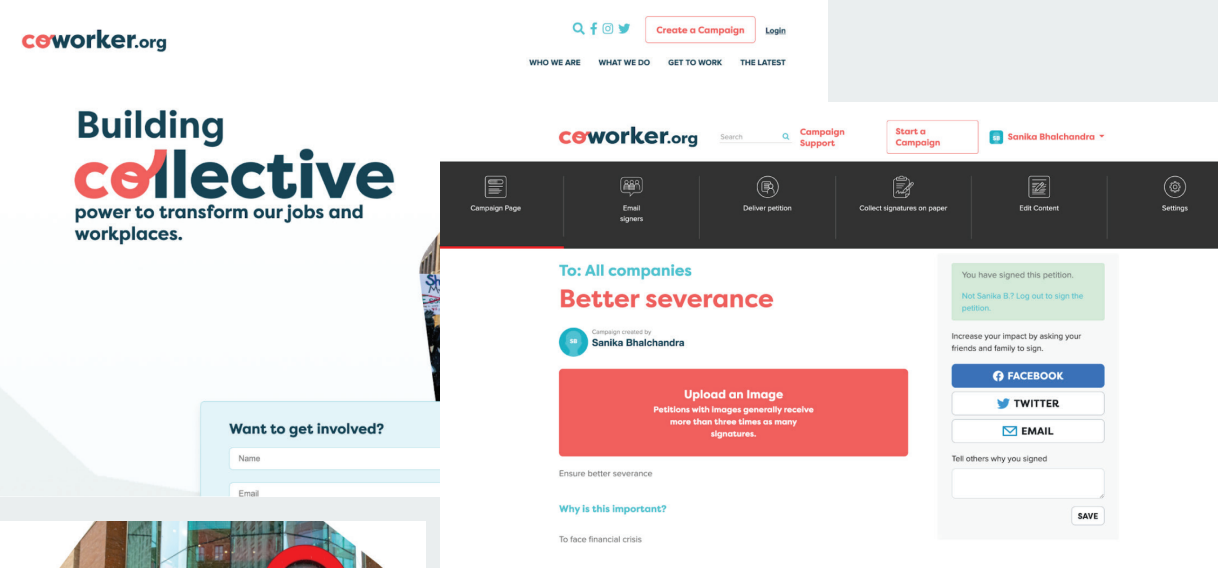 coworker.org
Create a Campaign
Login
WHO WE ARE
WHAT WE DO
GET TO WORK
THE LATEST
Building
collective
power to transform our jobs and
workplaces.
Want to get involved?
Name
Email
coworker.org
Search
Campaign
Support
Start a
Campaign
SB
Sanika Bhalchandra
Campaign Page
Email
signers
Deliver petition
Collect signatures on paper
Edit Content
Settings
To: All companies
Better severance
SB
Campaign created by
Sanika Bhalchandra
Upload an Image
Petitions with images generally receive
more than three times as many
signatures.
Ensure better severance
Why is this important?
To face financial crisis
You have signed this petition.
Not Sanika B.? Log out to sign the
petition.
Increase your impact by asking your
friends and family to sign.
FACEBOOK
TWITTER
EMAIL
Tell others why you signed
SAVE